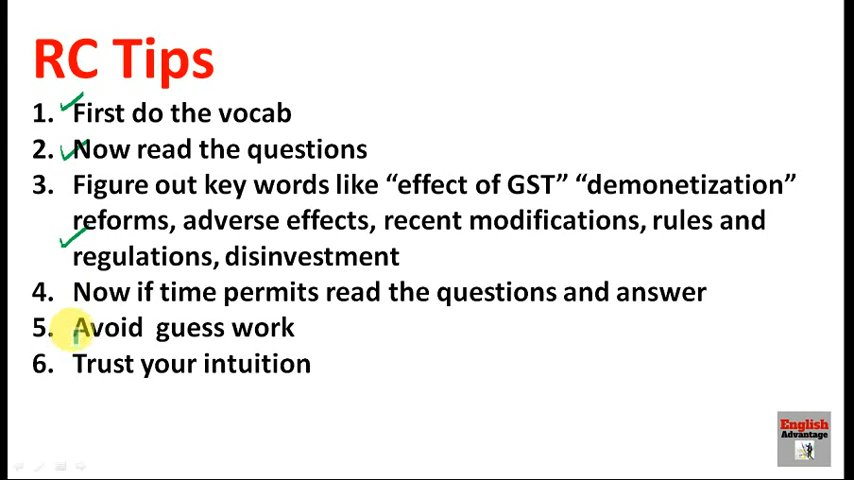 RC Tips
1. First do the vocab
2. Now read the questions
3. Figure out key words like “effect of GST” “demonetization”
reforms, adverse effects, recent modifications, rules and
regulations, disinvestment
4. Now if time permits read the questions and answer
5. Avoid guess work
6. Trust your intuition
English
Advantage